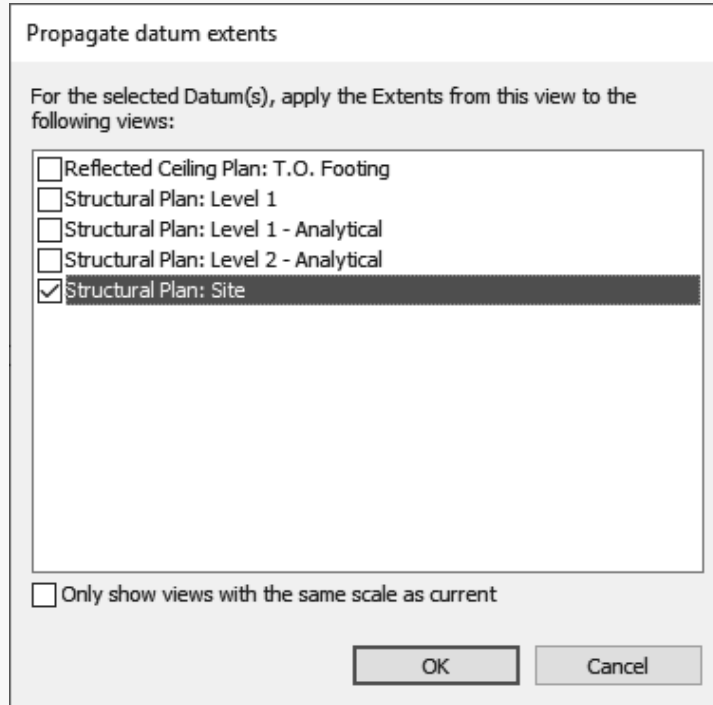 Propagate datum extents
For the selected Datum(s), apply the Extents from this view to the
following views:
Reflected Ceiling Plan: T.O. Footing
Structural Plan: Level 1
Structural Plan: Level 1 - Analytical
Structural Plan: Level 2 - Analytical
Structural Plan: Site
Only show views with the same scale as current
OK Cancel